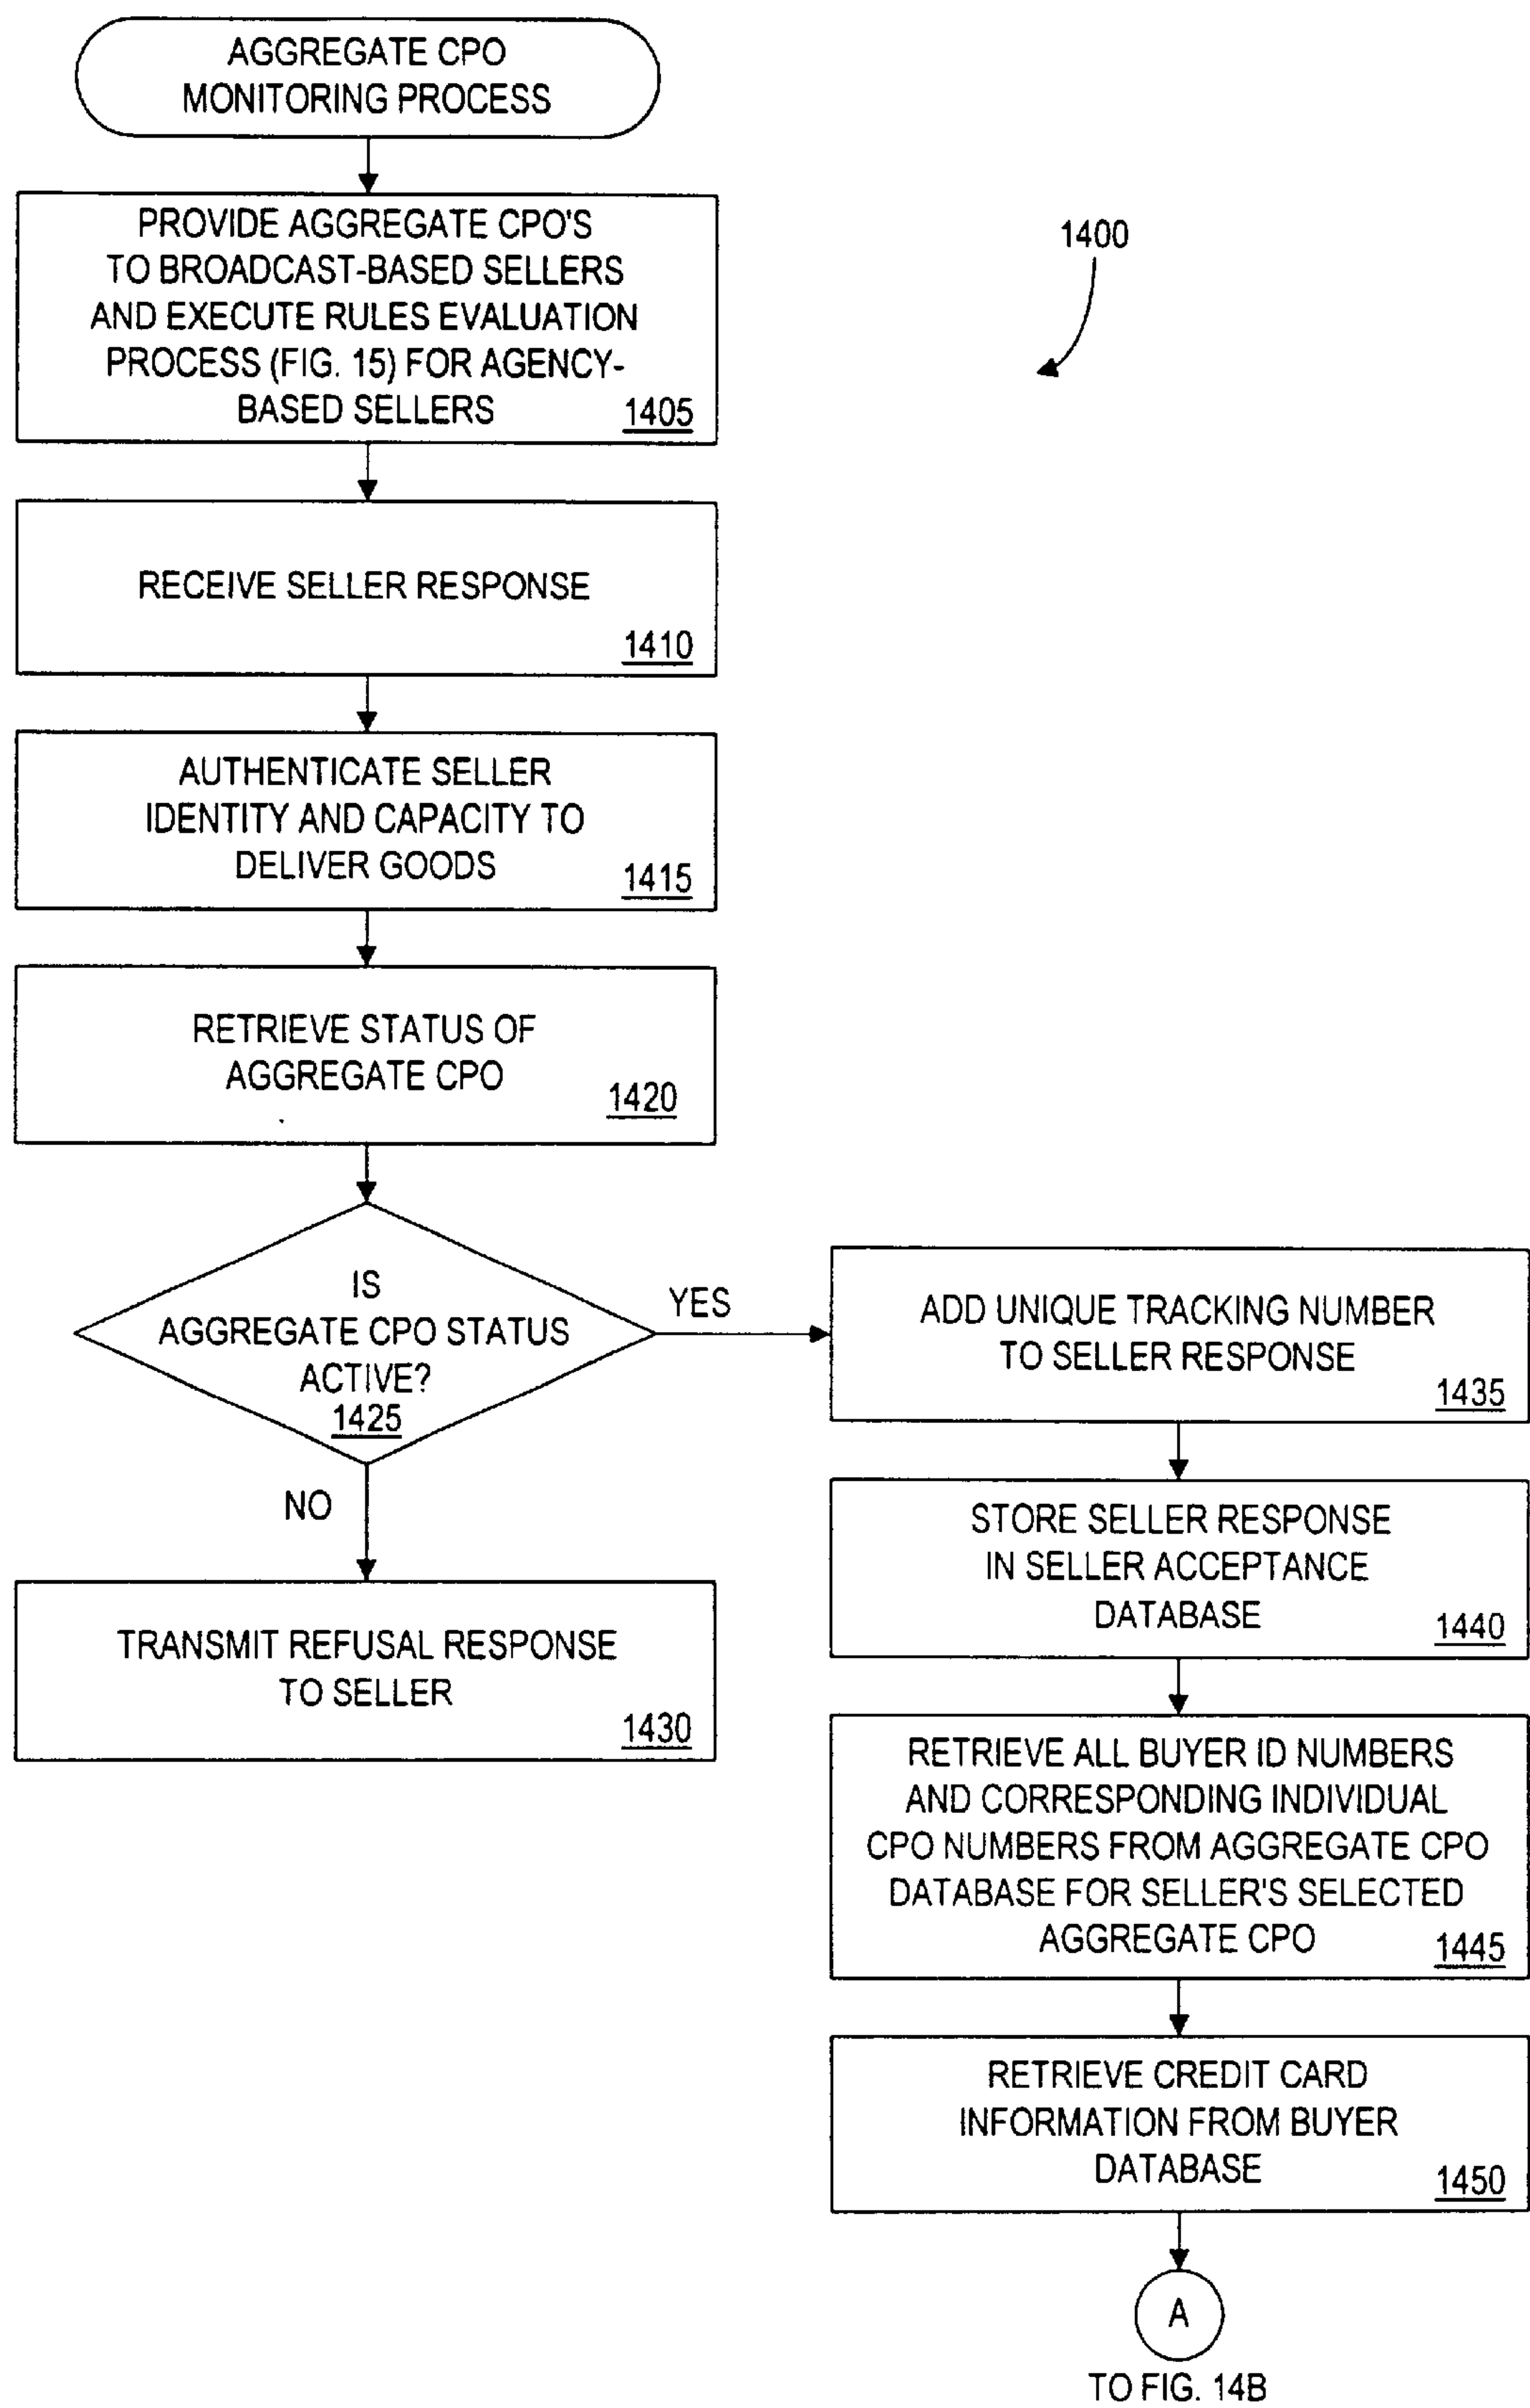 AGGREGATE CPO
MONITORING PROCESS
PROVIDE AGGREGATE CPO'S
TO BROADCAST-BASED SELLERS
AND EXECUTE RULES EVALUATION
PROCESS (FIG. 15) FOR AGENCY-
BASED SELLERS
1405
1400
RECEIVE SELLER RESPONSE
1410
AUTHENTICATE SELLER
IDENTITY AND CAPACITY TO
DELIVER GOODS
1415
RETRIEVE STATUS OF
AGGREGATE CPO
1420
IS
AGGREGATE CPO STATUS
ACTIVE?
1425
YES
NO
TRANSMIT REFUSAL RESPONSE
TO SELLER
1430
ADD UNIQUE TRACKING NUMBER
TO SELLER RESPONSE
1435
STORE SELLER RESPONSE
IN SELLER ACCEPTANCE
DATABASE
1440
RETRIEVE ALL BUYER ID NUMBERS
AND CORRESPONDING INDIVIDUAL
CPO NUMBERS FROM AGGREGATE CPO
DATABASE FOR SELLER'S SELECTED
AGGREGATE CPO
1445
RETRIEVE CREDIT CARD
INFORMATION FROM BUYER
DATABASE
1450
A
TO FIG. 14B